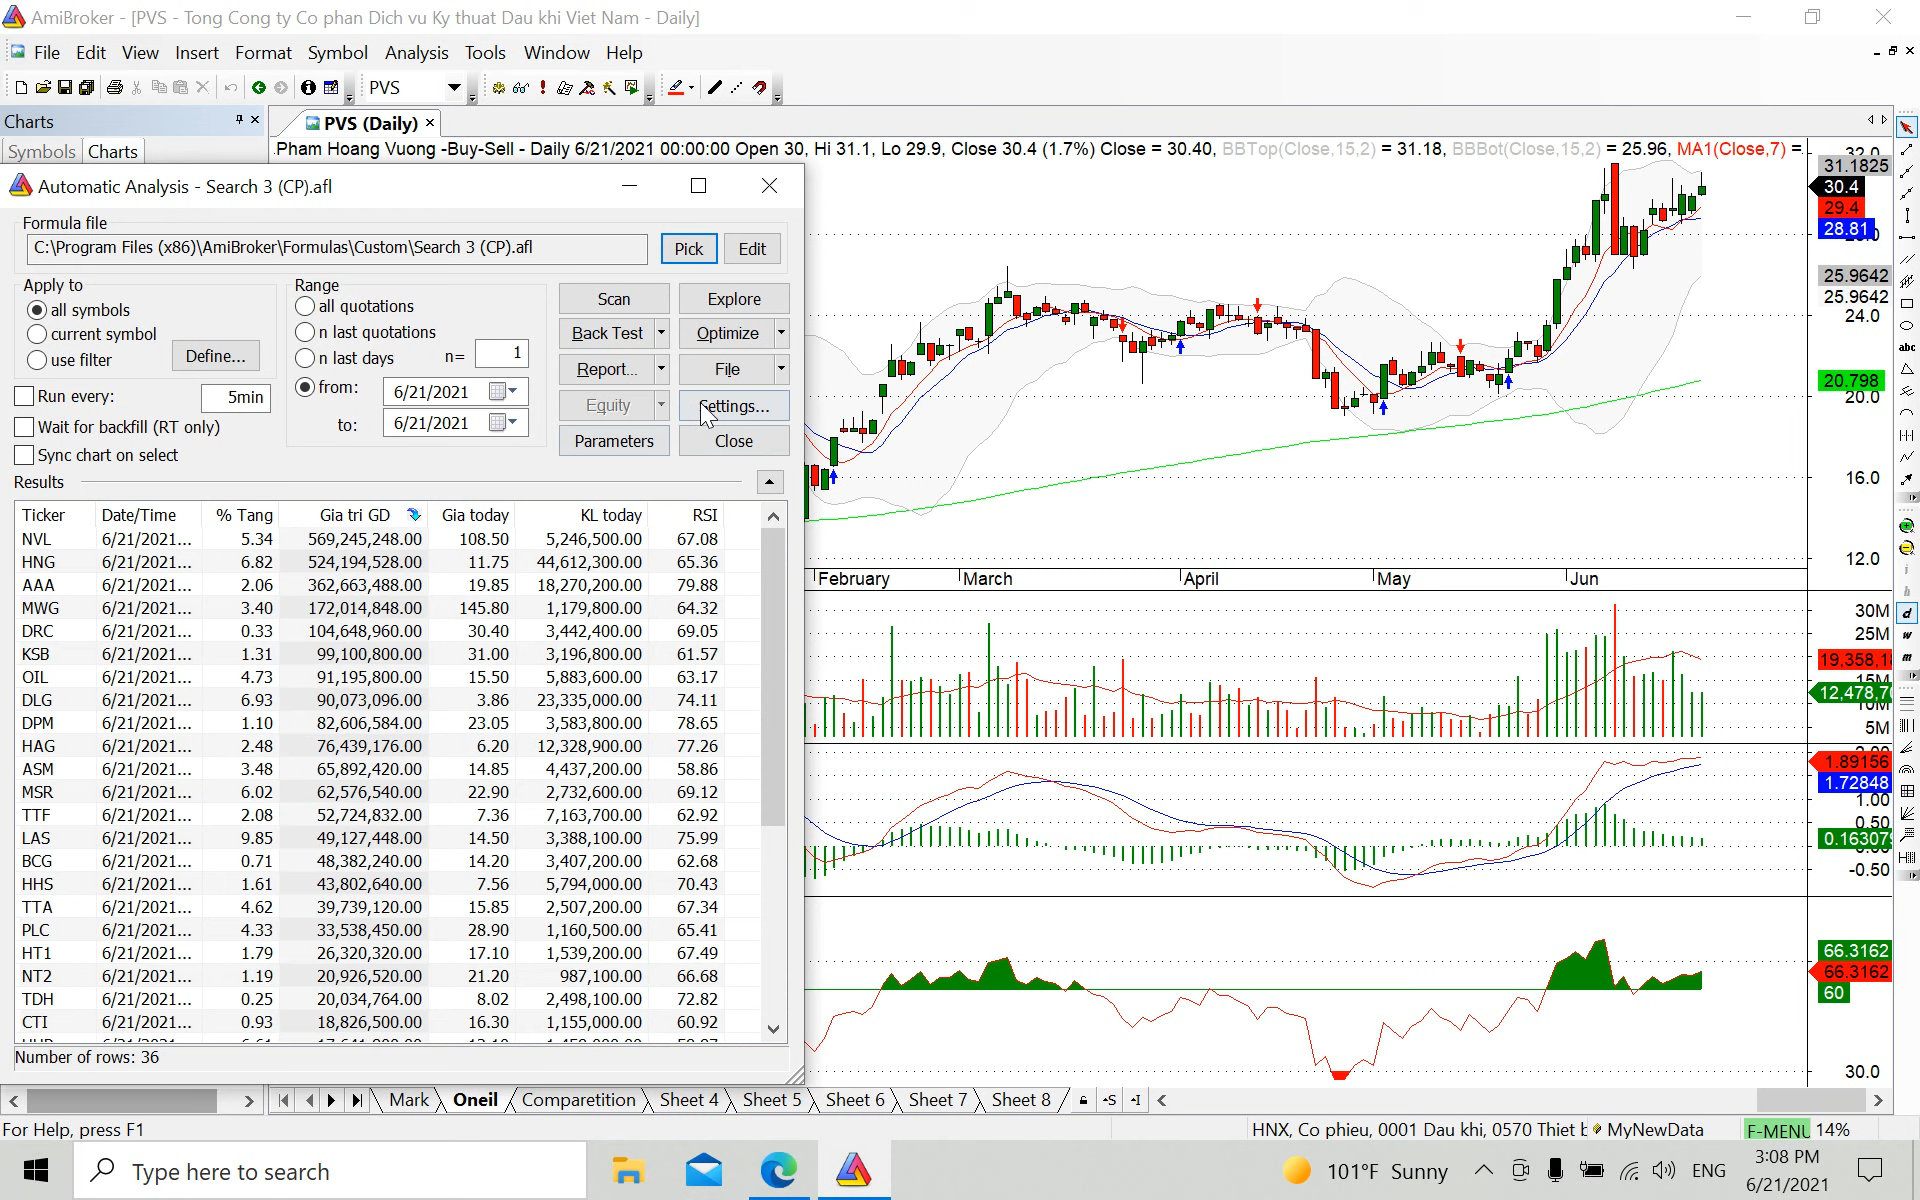 AmiBroker - [PVS - Tong Cong ty Co phan Dich vu Ky thuat Dau khi Viet Nam - Daily]
File Edit View Insert Format Symbol Analysis Tools Window Help
PVS
Charts
Symbols Charts
PVS (Daily)
Pham Hoang Vuong -Buy-Sell - Daily 6/21/2021 00:00:00 Open 30, Hi 31.1, Lo 29.9, Close 30.4 (1.7%) Close = 30.40, BBTop(Close,15,2) = 31.18, BBBot(Close,15,2) = 25.96, MA1(Close,7) =
Automatic Analysis - Search 3 (CP).afl
Formula file
C:\Program Files (x86)\AmiBroker\Formulas\Custom\Search 3 (CP).afl
Pick Edit
Apply to
all symbols
current symbol
use filter Define...
Range
all quotations
n last quotations
n last days n= 1
from: 6/21/2021
to: 6/21/2021
Run every: 5min
Wait for backfill (RT only)
Sync chart on select
Scan Explore
Back Test Optimize
Report... File
Equity Settings...
Parameters Close
Results
Ticker Date/Time % Tang Gia tri GD Gia today KL today RSI
NVL 6/21/2021... 5.34 569,245,248.00 108.50 5,246,500.00 67.08
HNG 6/21/2021... 6.82 524,194,528.00 11.75 44,612,300.00 65.36
AAA 6/21/2021... 2.06 362,663,488.00 19.85 18,270,200.00 79.88
MWG 6/21/2021... 3.40 172,014,848.00 145.80 1,179,800.00 64.32
DRC 6/21/2021... 0.33 104,648,960.00 30.40 3,442,400.00 69.05
KSB 6/21/2021... 1.31 99,100,800.00 31.00 3,196,800.00 61.57
OIL 6/21/2021... 4.73 91,195,800.00 15.50 5,883,600.00 63.17
DLG 6/21/2021... 6.93 90,073,096.00 3.86 23,335,000.00 74.11
DPM 6/21/2021... 1.10 82,606,584.00 23.05 3,583,800.00 78.65
HAG 6/21/2021... 2.48 76,439,176.00 6.20 12,328,900.00 77.26
ASM 6/21/2021... 3.48 65,892,420.00 14.85 4,437,200.00 58.86
MSR 6/21/2021... 6.02 62,576,540.00 22.90 2,732,600.00 69.12
TTF 6/21/2021... 2.08 52,724,832.00 7.36 7,163,700.00 62.92
LAS 6/21/2021... 9.85 49,127,448.00 14.50 3,388,100.00 75.99
BCG 6/21/2021... 0.71 48,382,240.00 14.20 3,407,200.00 62.68
HHS 6/21/2021... 1.61 43,802,640.00 7.56 5,794,000.00 70.43
TTA 6/21/2021... 4.62 39,739,120.00 15.85 2,507,200.00 67.34
PLC 6/21/2021... 4.33 33,538,450.00 28.90 1,160,500.00 65.41
HT1 6/21/2021... 1.79 26,320,320.00 17.10 1,539,200.00 67.49
NT2 6/21/2021... 1.19 20,926,520.00 21.20 987,100.00 66.68
TDH 6/21/2021... 0.25 20,034,764.00 8.02 2,498,100.00 72.82
CTI 6/21/2021... 0.93 18,826,500.00 16.30 1,155,000.00 60.92
Number of rows: 36
31.1825
30.4
29.4
28.81
25.9642
25.9642
24.0
20.798
20.0
16.0
12.0
February March April May Jun
30M
25M
19,358,1
12,478,7
10M
5M
1.89156
1.72848
1.00
0.50
0.16307
-0.50
66.3162
66.3162
60
30.0
abc
d
w
m
Mark Oneil Comparetition Sheet 4 Sheet 5 Sheet 6 Sheet 7 Sheet 8 -S -I
For Help, press F1
HNX, Co phieu, 0001 Dau khi, 0570 Thiet MyNewData F-MENU 14%
Type here to search
101°F Sunny ENG
3:08 PM
6/21/2021